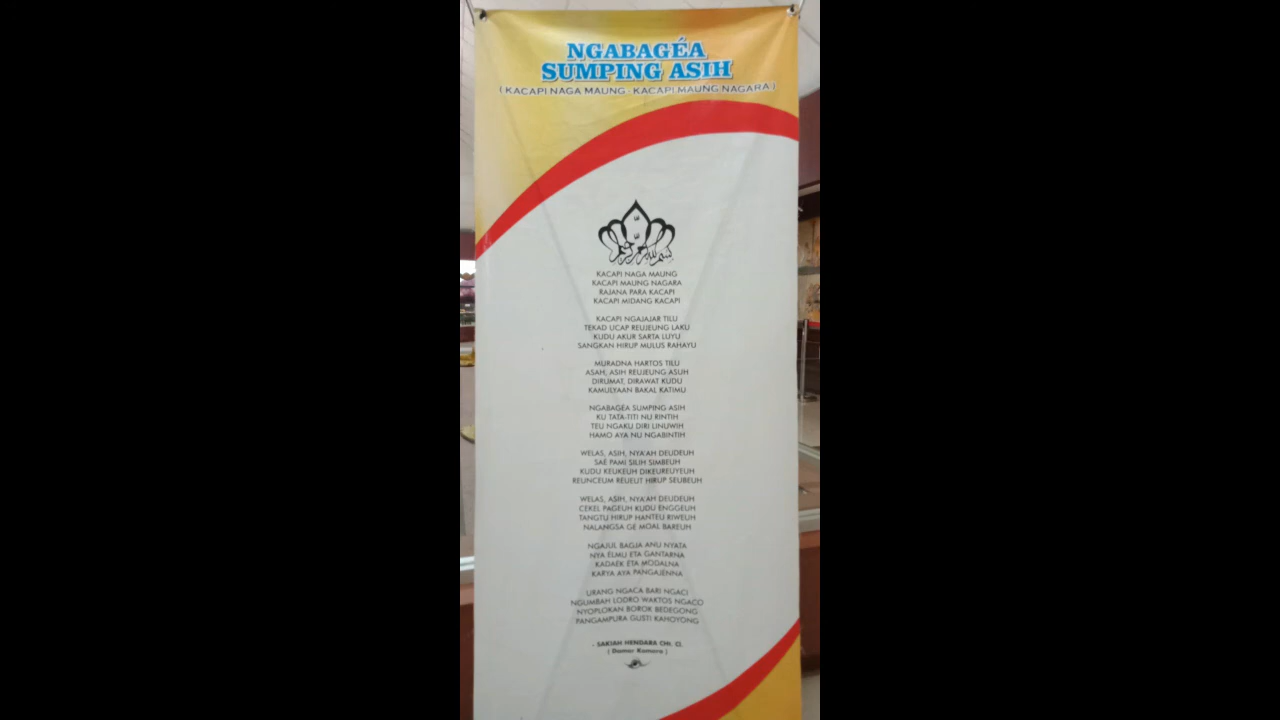 NGABAGÉA
SUMPING ASIH
( KACAPI NAGA MAUNG - KACAPI MAUNG NAGARA )
KACAPI NAGA MAUNG
KACAPI MAUNG NAGARA
RAJANA PARA KACAPI
KACAPI MIDANG KACAPI
KACAPI NGAJAJAR TILU
TEKAD UCAP REUJEUNG LAKU
KUDU AKUR SARTA LUYU
SANGKAN HIRUP MULUS RAHAYU
MURADNA HARTOS TILU
ASAH, ASIH REUJEUNG ASUH
DIRUMAT, DIRAWAT KUDU
KAMULYAAN BAKAL KATIMU
NGABAGÉA SUMPING ASIH
KU TATA-TITI NU RINTIH
TEU NGAKU DIRI LINUWIH
HAMO AYA NU NGABINTIH
WELAS, ASIH, NYA'AH DEUDEUH
SAÉ PAMI SILIH SIMBEUH
KUDU KEUKEUH DIKEUREUYEUH
REUNCEUM REUEUT HIRUP SEUBEUH
WELAS, ASIH, NYA'AH DEUDEUH
CEKEL PAGEUH KUDU ENGGEUH
TANGTU HIRUP HANTEU RIWEUH
NALANGSA GE MOAL BAREUH
NGAJUL BAGJA ANU NYATA
NYA ÉLMU ETA GANTARNA
KADAEK ETA MODALNA
KARYA AYA PANGAJENNA
URANG NGACA BARI NGACI
NGUMBAH LODRO WAKTOS NGACO
NYOPLOKAN BOROK BEDEGONG
PANGAMPURA GUSTI KAHOYONG